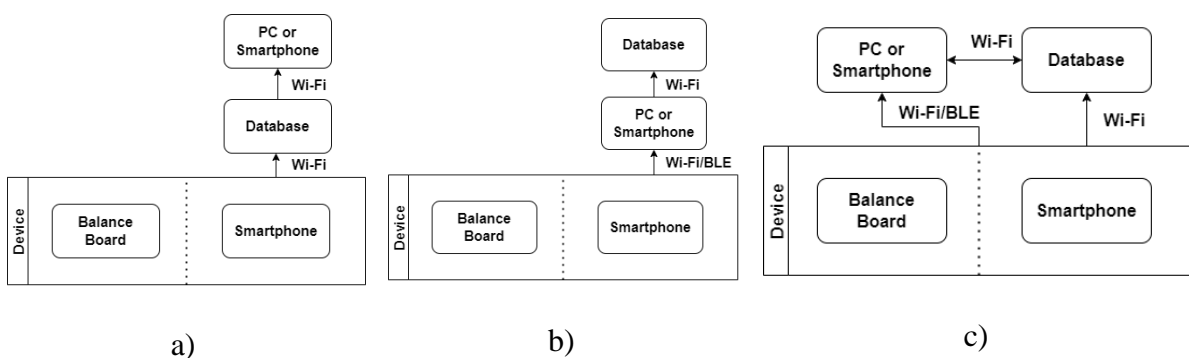 PC or
Smartphone
Wi-Fi
Database
Wi-Fi
Device
Balance
Board
Smartphone
a)
Database
Wi-Fi
PC or
Smartphone
Wi-Fi/BLE
Device
Balance
Board
Smartphone
b)
PC or
Smartphone
Wi-Fi
Database
Wi-Fi/BLE
Wi-Fi
Device
Balance
Board
Smartphone
c)